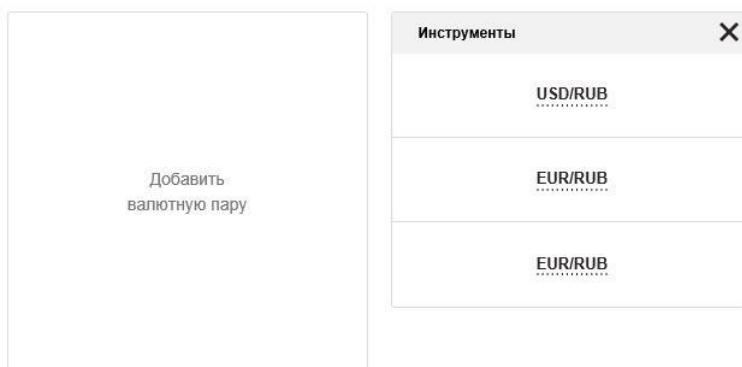 Добавить
валютную пару
Инструменты
USD/RUB
EUR/RUB
EUR/RUB